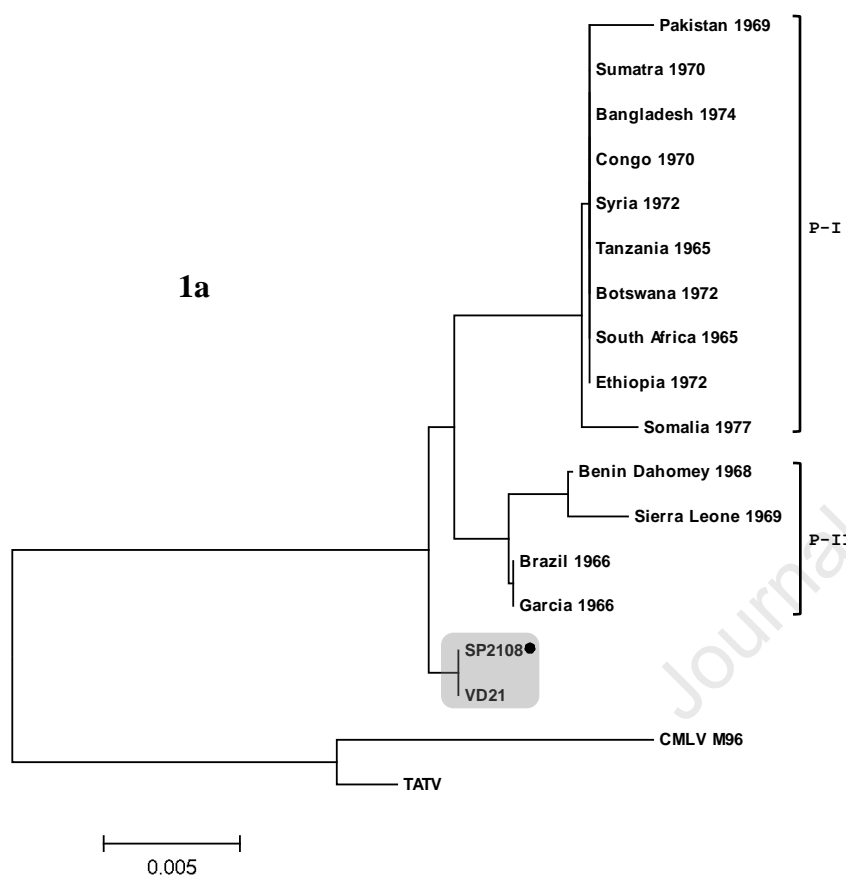 Pakistan 1969
Sumatra 1970
Bangladesh 1974
Congo 1970
Syria 1972
P-I
Tanzania 1965
1a
Botswana 1972
South Africa 1965
Ethiopia 1972
Somalia 1977
Benin Dahomey 1968
Sierra Leone 1969
P-II
Brazil 1966
Garcia 1966
SP2108
VD21
Journal
CMLV M96
TATV
0.005